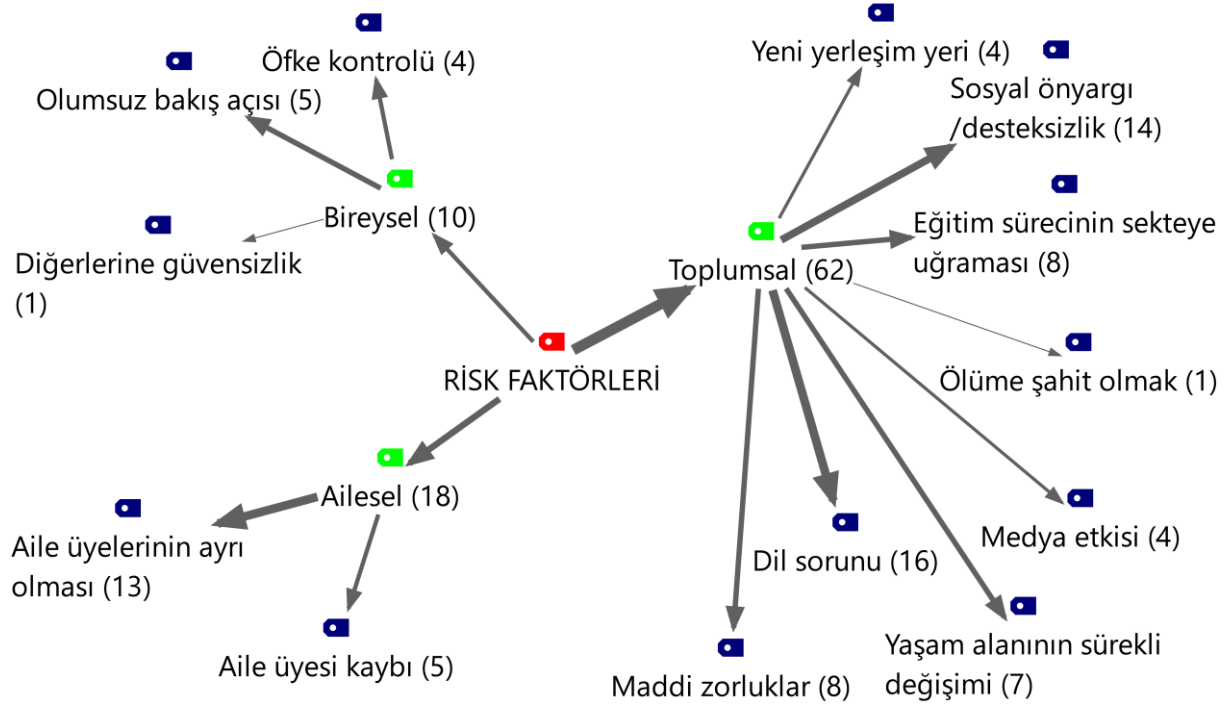 Öfke kontrolü (4)
Olumsuz bakış açısı (5)
Bireysel (10)
Diğerlerine güvensizlik
(1)
Yeni yerleşim yeri (4)
Sosyal önyargı
/desteksizlik (14)
Eğitim sürecinin sekteye
uğraması (8)
Toplumsal (62)
RİSK FAKTÖRLERİ
Ölüme şahit olmak (1)
Ailesel (18)
Aile üyelerinin ayrı
olması (13)
Aile üyesi kaybı (5)
Medya etkisi (4)
Dil sorunu (16)
Yaşam alanının sürekli
değişimi (7)
Maddi zorluklar (8)